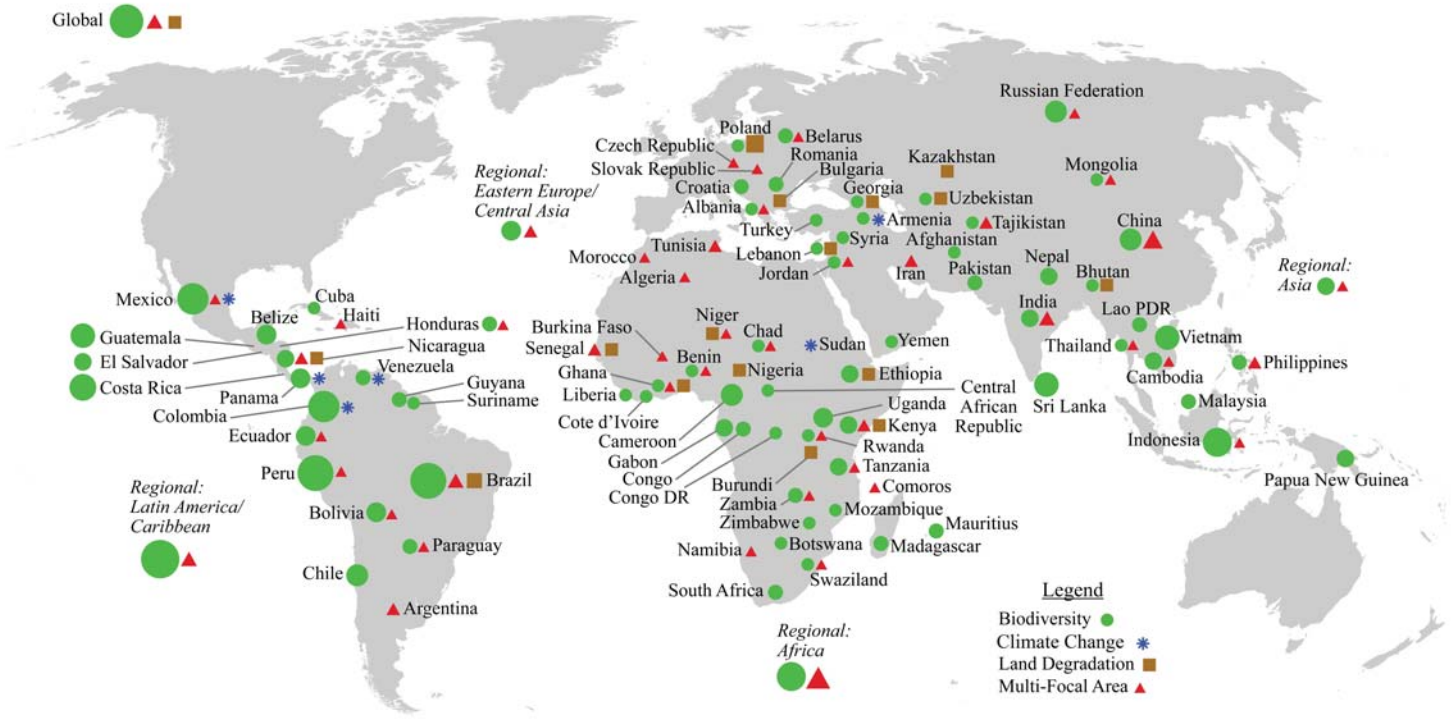 Global
Russian Federation
Poland
Belarus
Czech Republic
Romania
Slovak Republic
Bulgaria
Kazakhstan
Mongolia
Regional:
Eastern Europe/
Central Asia
Croatia
Georgia
Uzbekistan
Albania
Armenia
Tajikistan
China
Turkey
Syria
Afghanistan
Tunisia
Lebanon
Nepal
Morocco
Jordan
Iran
Pakistan
Bhutan
Regional:
Asia
Algeria
Mexico
Cuba
Belize
Haiti
Honduras
Niger
India
Lao PDR
Guatemala
Burkina Faso
Chad
Vietnam
El Salvador
Nicaragua
Senegal
Benin
Sudan
Yemen
Thailand
Philippines
Costa Rica
Venezuela
Ghana
Nigeria
Ethiopia
Central
African
Republic
Cambodia
Panama
Guyana
Liberia
Sri Lanka
Malaysia
Colombia
Suriname
Cote d’Ivoire
Uganda
Ecuador
Cameroon
Kenya
Indonesia
Gabon
Rwanda
Peru
Brazil
Congo
Tanzania
Papua New Guinea
Congo DR
Burundi
Comoros
Regional:
Latin America/
Caribbean
Bolivia
Zambia
Mozambique
Zimbabwe
Mauritius
Paraguay
Namibia
Botswana
Madagascar
Chile
Swaziland
South Africa
Argentina
Regional:
Africa
Legend
Biodiversity
Climate Change
Land Degradation
Multi-Focal Area